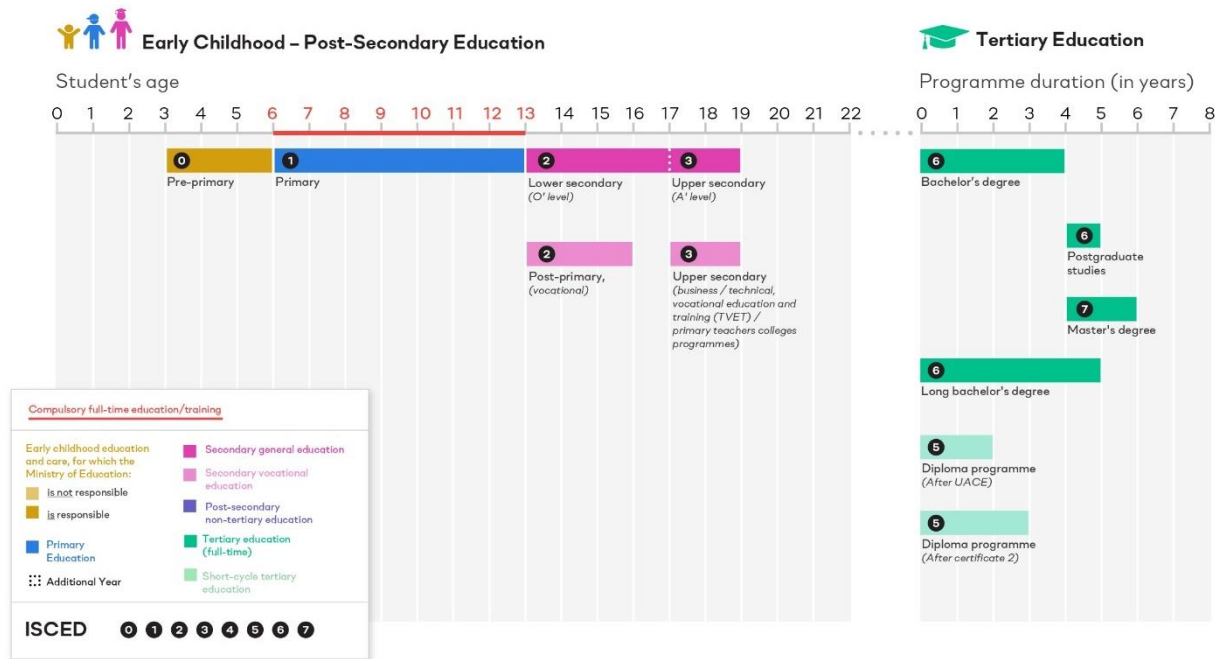 Early Childhood – Post-Secondary Education
Student's age
0 1 2 3 4 5 6 7 8 9 10 11 12 13 14 15 16 17 18 19 20 21 22
0
Pre-primary
1
Primary
2
Lower secondary
(O' level)
3
Upper secondary
(A' level)
2
Post-primary,
(vocational)
3
Upper secondary
(business / technical,
vocational education and
training (TVET) /
primary teachers colleges
programmes)
Tertiary Education
Programme duration (in years)
0 1 2 3 4 5 6 7 8
6
Bachelor's degree
6
Postgraduate
studies
7
Master's degree
6
Long bachelor's degree
5
Diploma programme
(After UACE)
5
Diploma programme
(After certificate 2)
Compulsory full-time education/training
Early childhood education
and care, for which the
Ministry of Education:
is not responsible
is responsible
Primary
Education
Additional Year
Secondary general education
Secondary vocational
education
Post-secondary
non-tertiary education
Tertiary education
(full-time)
Short-cycle tertiary
education
ISCED 0 1 2 3 4 5 6 7